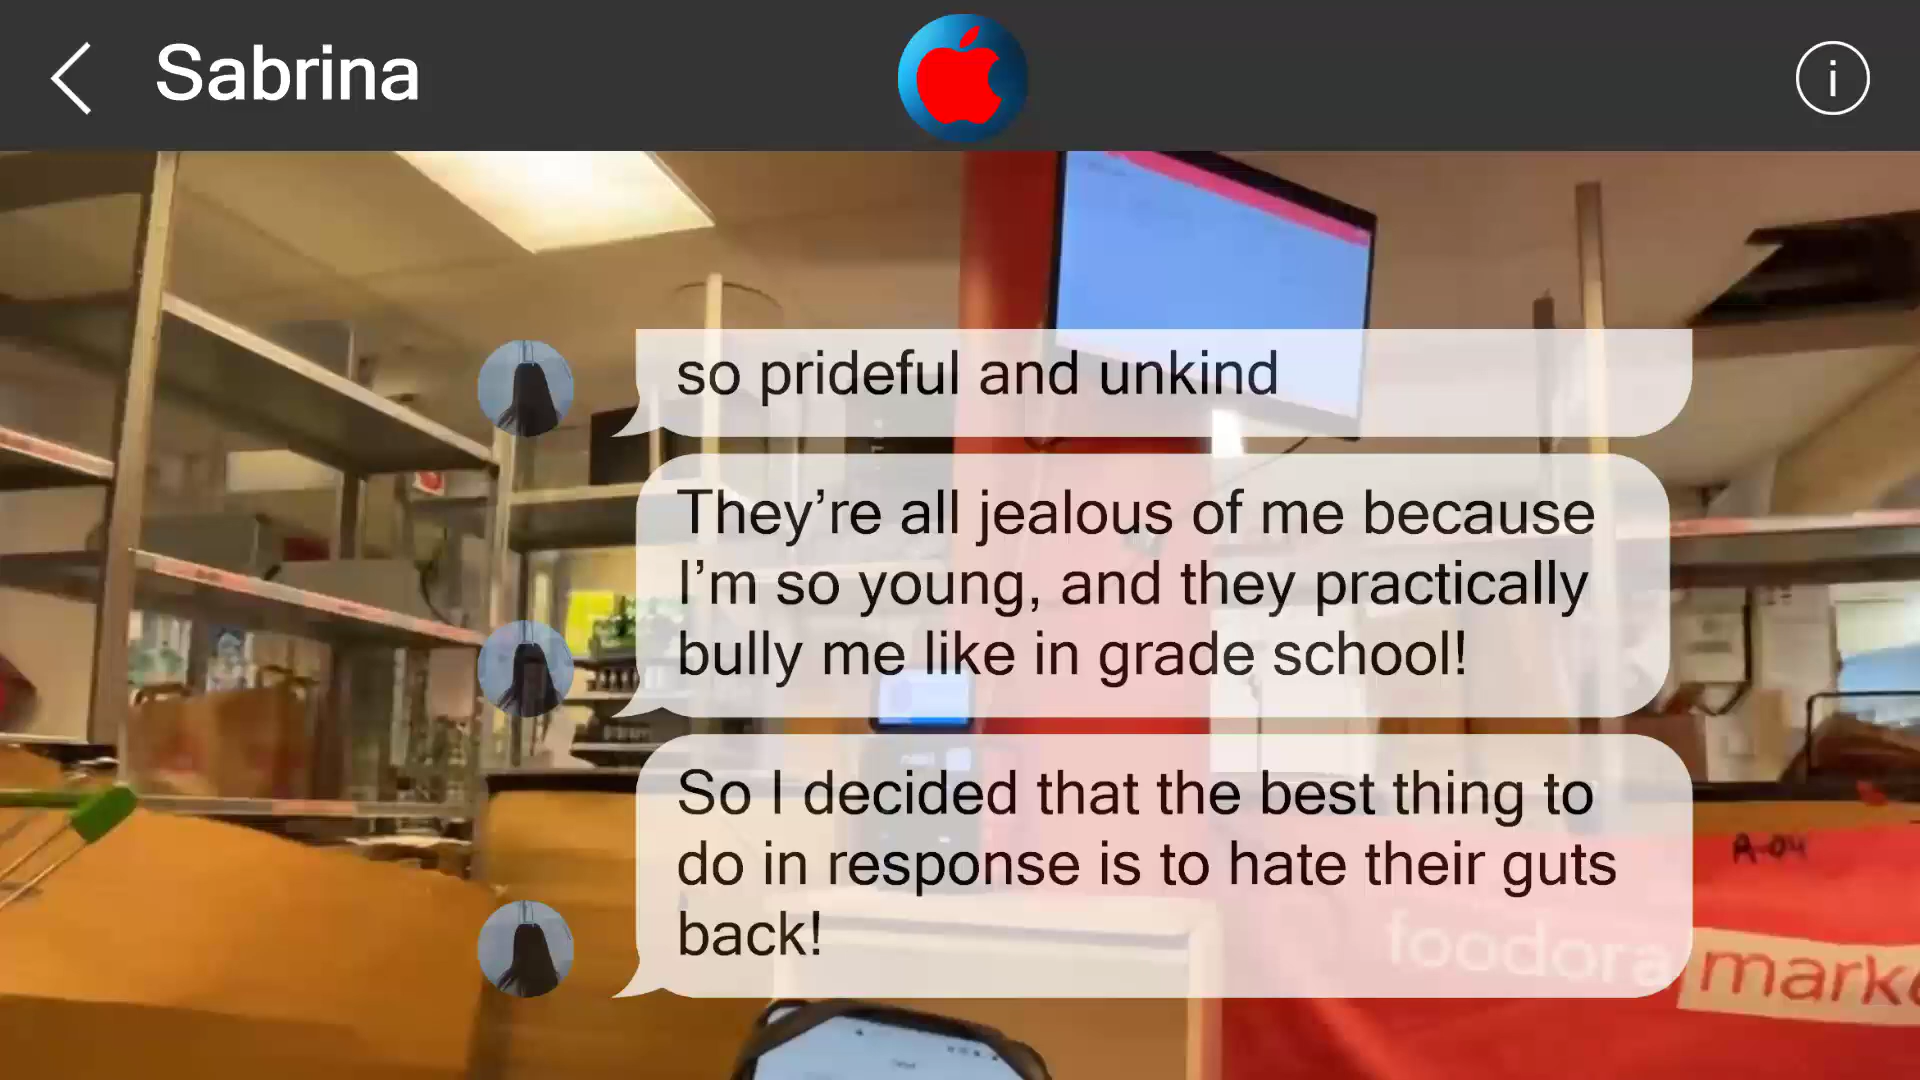 Sabrina
i
so prideful and unkind
They’re all jealous of me because
I’m so young, and they practically
bully me like in grade school!
So I decided that the best thing to
do in response is to hate their guts
back!
A-04
foodora marke